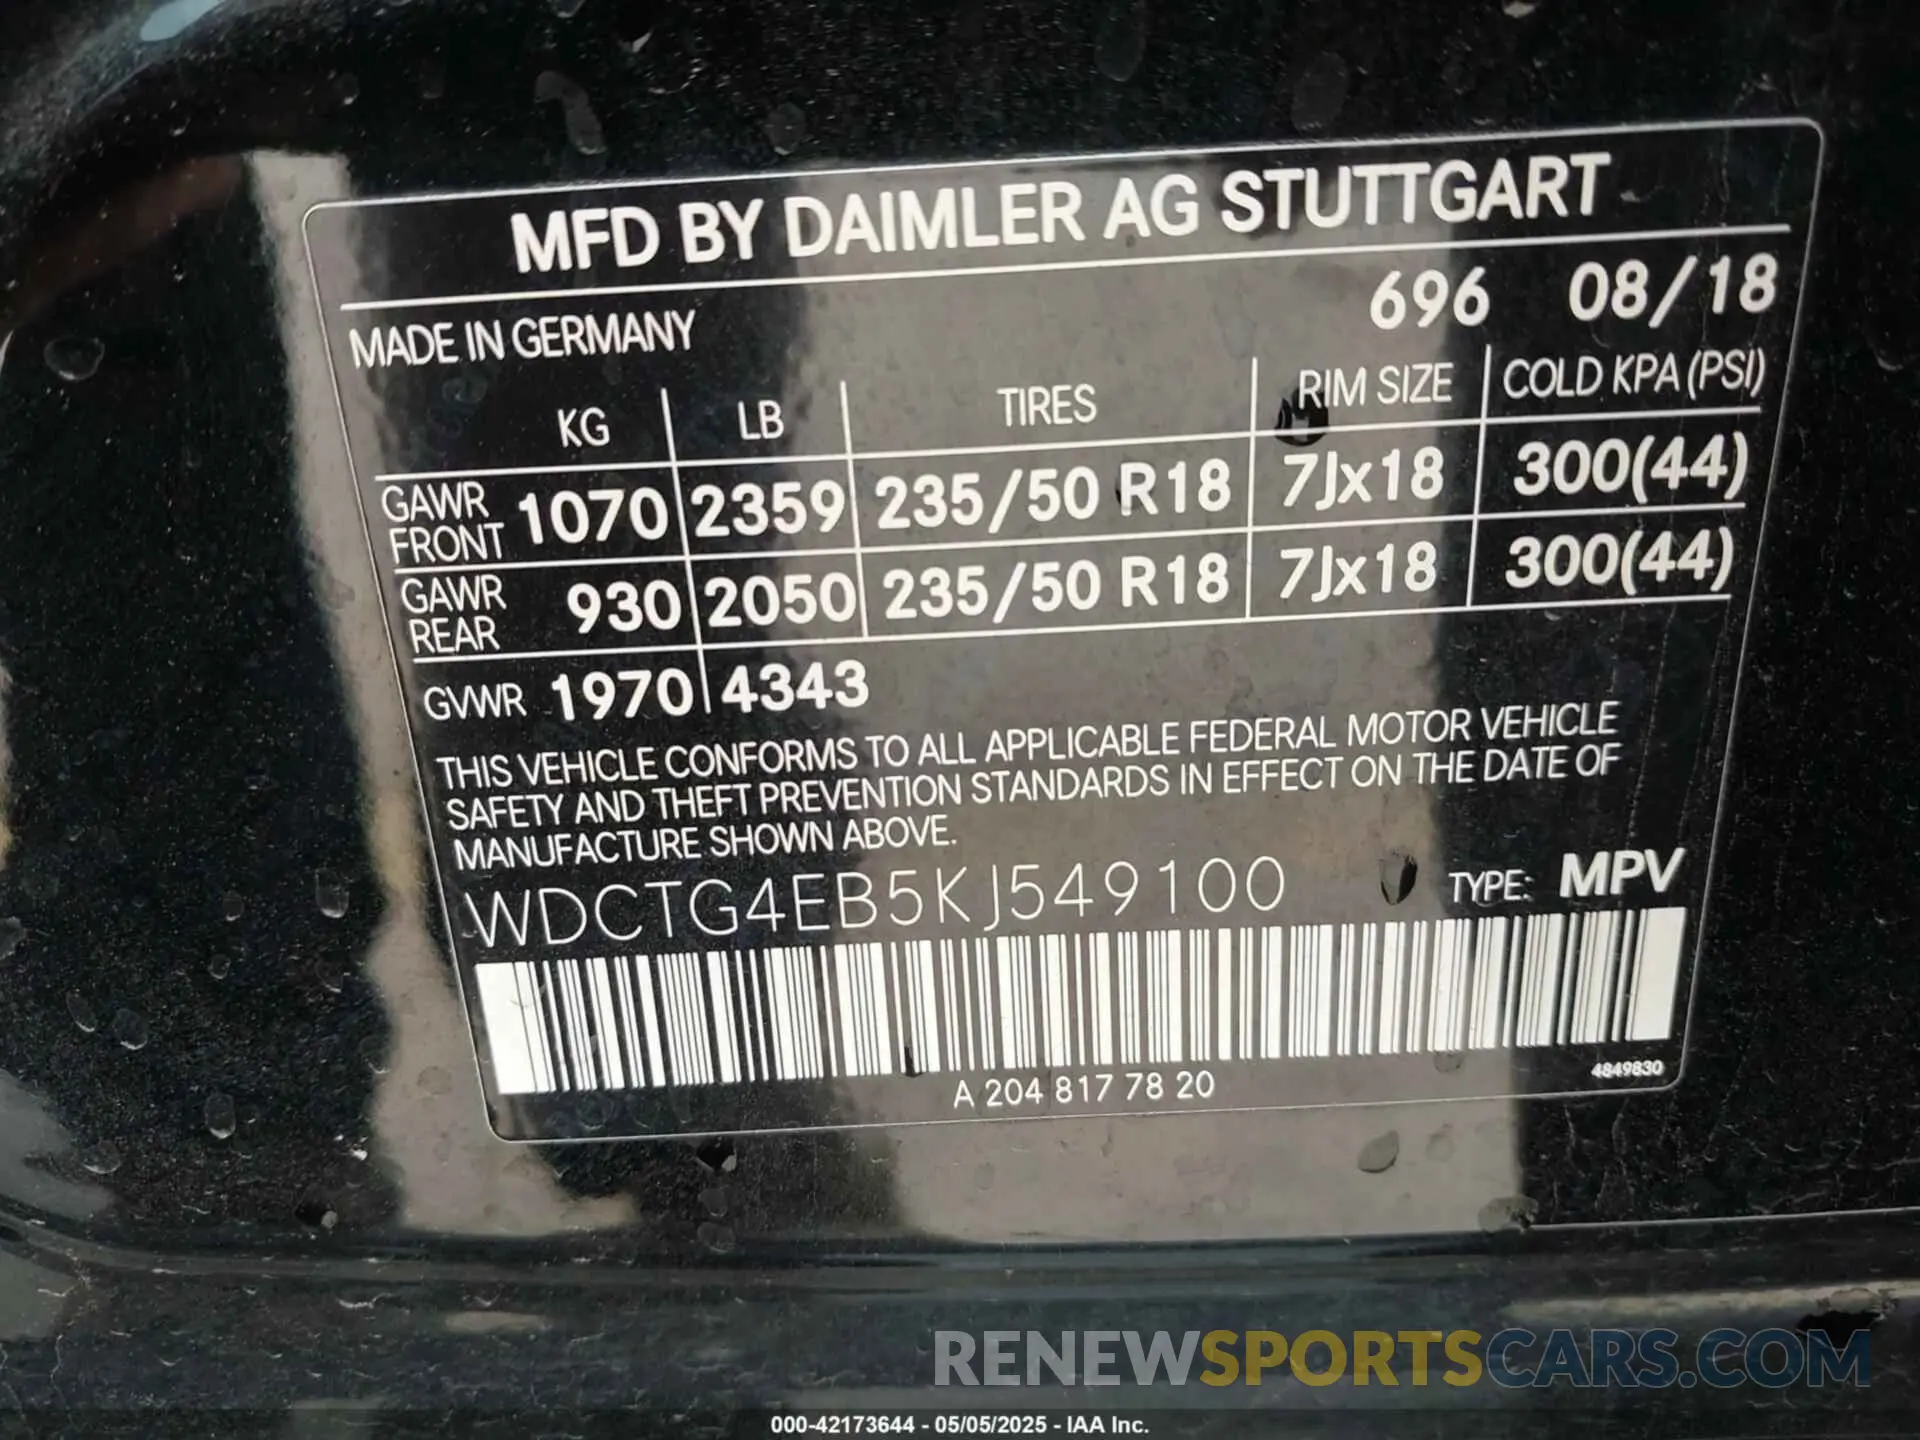 MFD BY DAIMLER AG STUTTGART
MADE IN GERMANY 696 08/18
KG LB TIRES RIM SIZE COLD KPA (PSI)
GAWR FRONT 1070 2359 235/50 R18 7Jx18 300(44)
GAWR REAR 930 2050 235/50 R18 7Jx18 300(44)
GVWR 1970 4343
THIS VEHICLE CONFORMS TO ALL APPLICABLE FEDERAL MOTOR VEHICLE
SAFETY AND THEFT PREVENTION STANDARDS IN EFFECT ON THE DATE OF
MANUFACTURE SHOWN ABOVE.
WDCTG4EB5KJ549100 TYPE: MPV
A 204 817 78 20 4849830
RENEWSPORTSCARS.COM
000-42173644 - 05/05/2025 - IAA Inc.